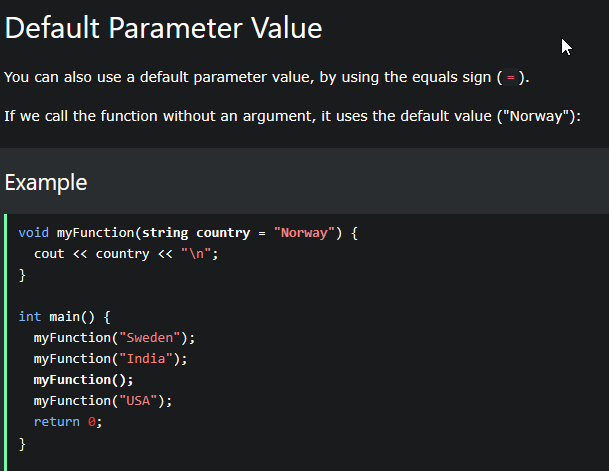 Default Parameter Value
You can also use a default parameter value, by using the equals sign ( = ).
If we call the function without an argument, it uses the default value ("Norway"):
Example
void myFunction(string country = "Norway") {
  cout << country << "\n";
}

int main() {
  myFunction("Sweden");
  myFunction("India");
  myFunction();
  myFunction("USA");
  return 0;
}